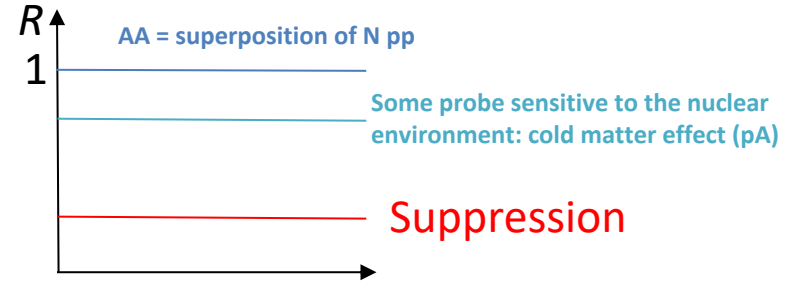 R
AA = superposition of N pp
1
Some probe sensitive to the nuclear
environment: cold matter effect (pA)
Suppression